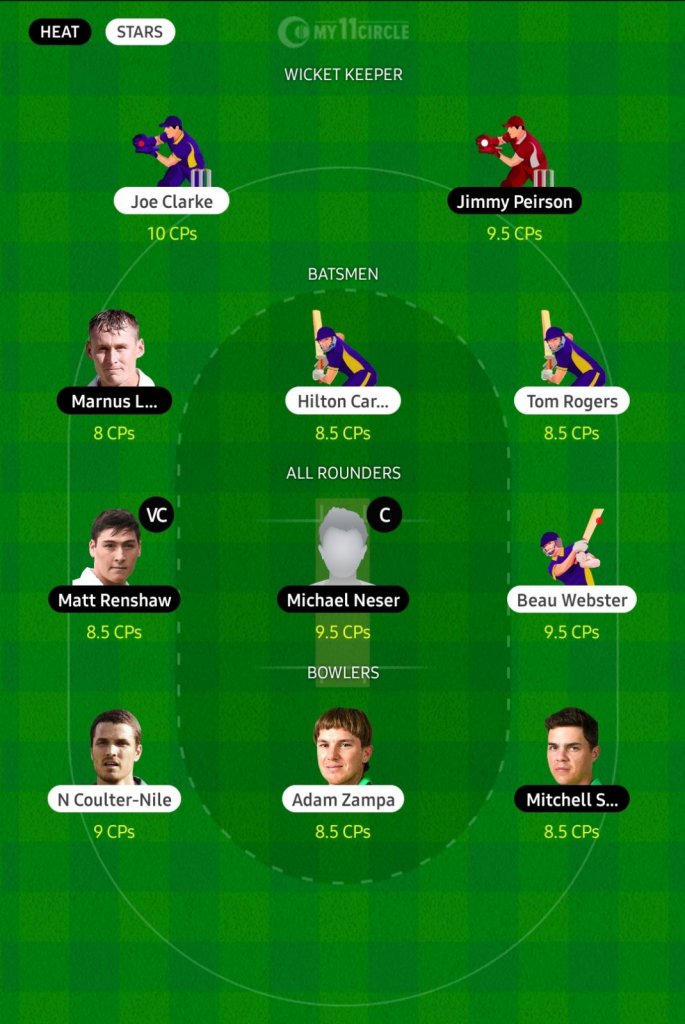 HEAT STARS MY11CIRCLE
WICKET KEEPER
Joe Clarke Jimmy Peirson
10 CPs 9.5 CPs
BATSMEN
Marnus L... Hilton Car... Tom Rogers
8 CPs 8.5 CPs 8.5 CPs
ALL ROUNDERS
VC C
Matt Renshaw Michael Neser Beau Webster
8.5 CPs 9.5 CPs 9.5 CPs
BOWLERS
N Coulter-Nile Adam Zampa Mitchell S...
9 CPs 8.5 CPs 8.5 CPs